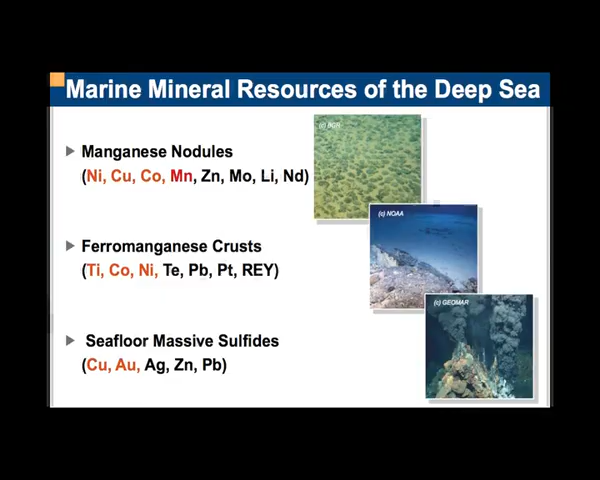 Marine Mineral Resources of the Deep Sea
(c) BGR
Manganese Nodules
(Ni, Cu, Co, Mn, Zn, Mo, Li, Nd)
(c) NOAA
Ferromanganese Crusts
(Ti, Co, Ni, Te, Pb, Pt, REY)
(c) GEOMAR
Seafloor Massive Sulfides
(Cu, Au, Ag, Zn, Pb)